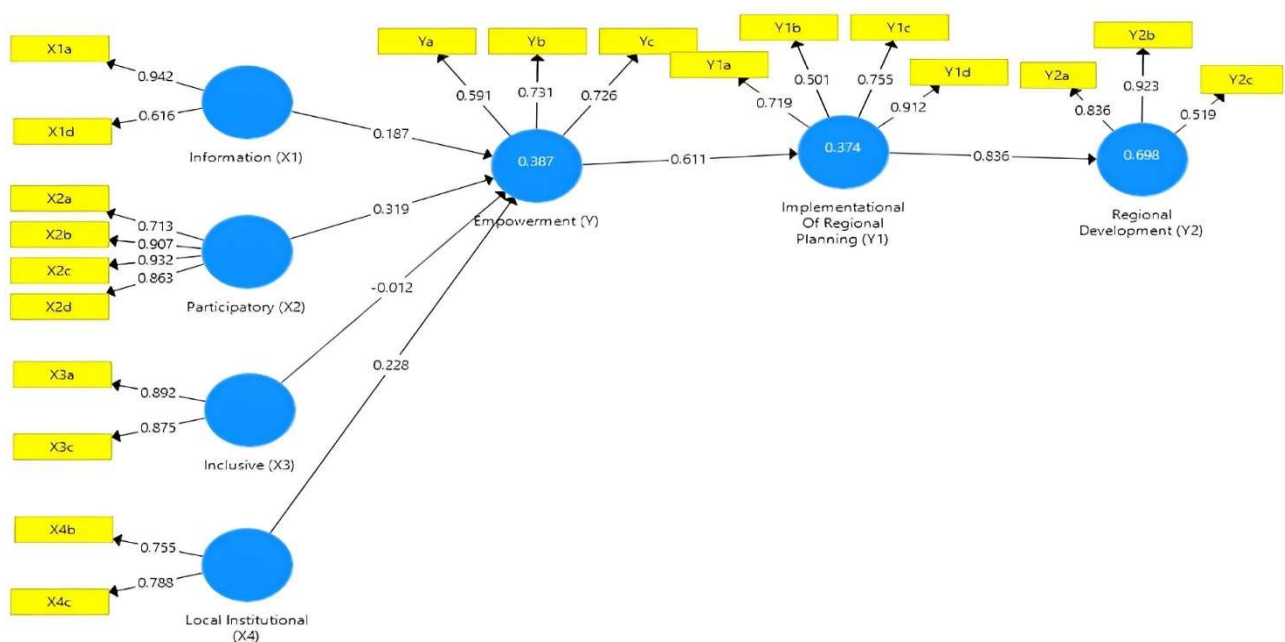 X1a
0.942
0.616
X1d
Information (X1)
0.187
X2a
0.713
X2b
0.907
X2c
0.932
0.863
X2d
Participatory (X2)
0.319
X3a
0.892
0.875
X3c
Inclusive (X3)
-0.012
X4b
0.755
0.788
X4c
Local Institutional
(X4)
0.228
Ya
Yb
Yc
0.591
0.731
0.726
0.387
Empowerment (Y)
0.611
Y1a
Y1b
Y1c
Y1d
0.719
0.501
0.755
0.912
0.374
Implementational
Of Regional
Planning (Y1)
0.836
Y2a
Y2b
Y2c
0.836
0.923
0.519
0.698
Regional
Development (Y2)